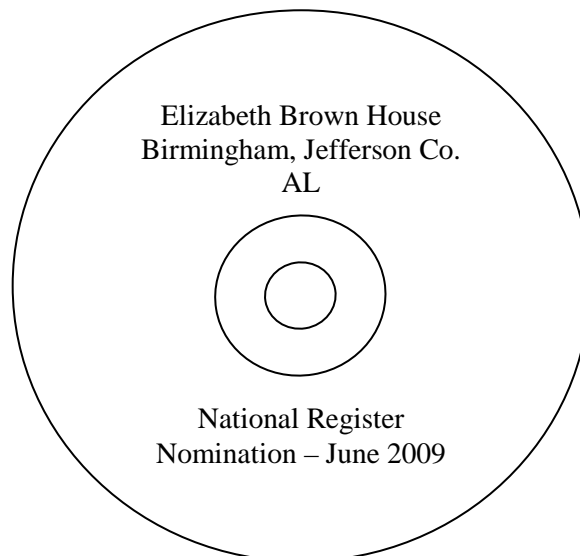 Elizabeth Brown House
Birmingham, Jefferson Co.
AL
National Register
Nomination – June 2009